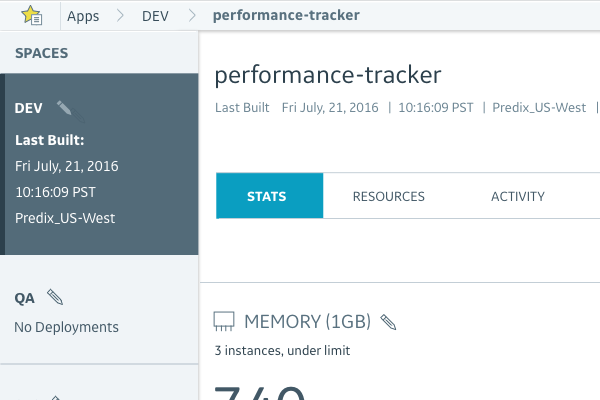 Apps DEV performance-tracker
SPACES
DEV
Last Built:
Fri July, 21, 2016
10:16:09 PST
Predix_US-West
QA
No Deployments
performance-tracker
Last Built Fri July, 21, 2016 | 10:16:09 PST | Predix_US-West |
STATS RESOURCES ACTIVITY
MEMORY (1GB)
3 instances, under limit
740